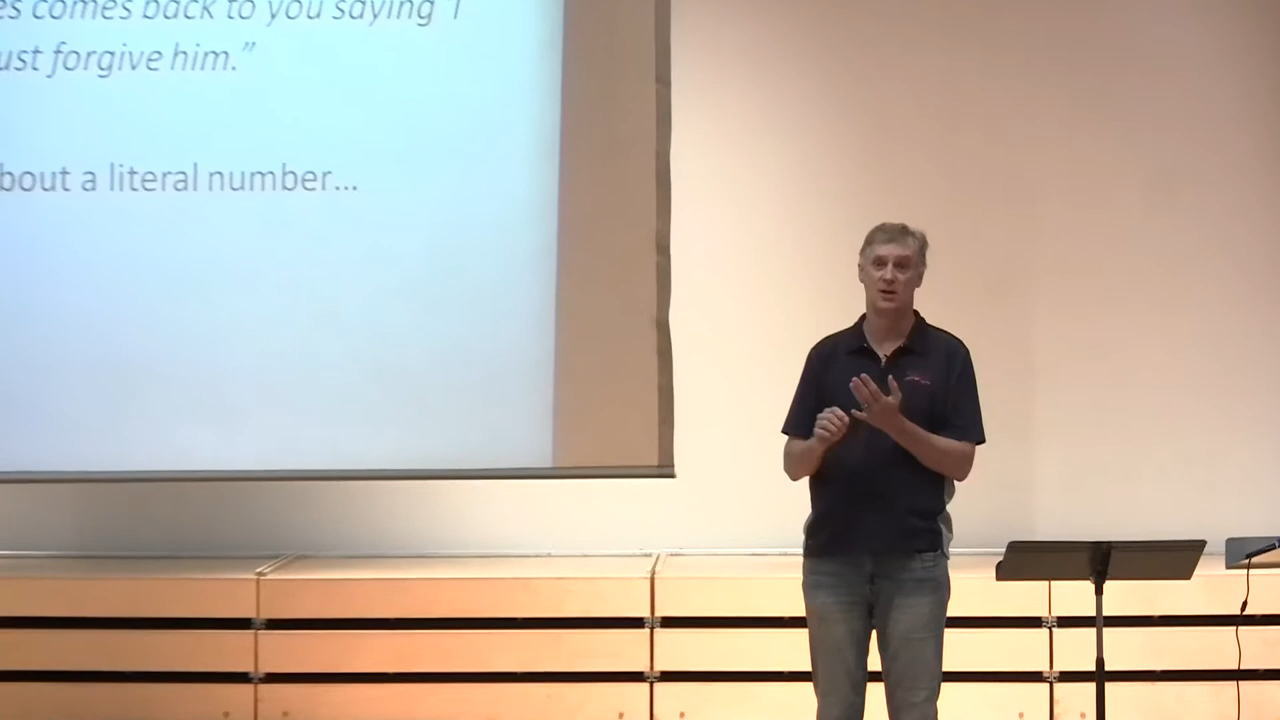 es comes back to you saying 'I
ust forgive him."
bout a literal number...